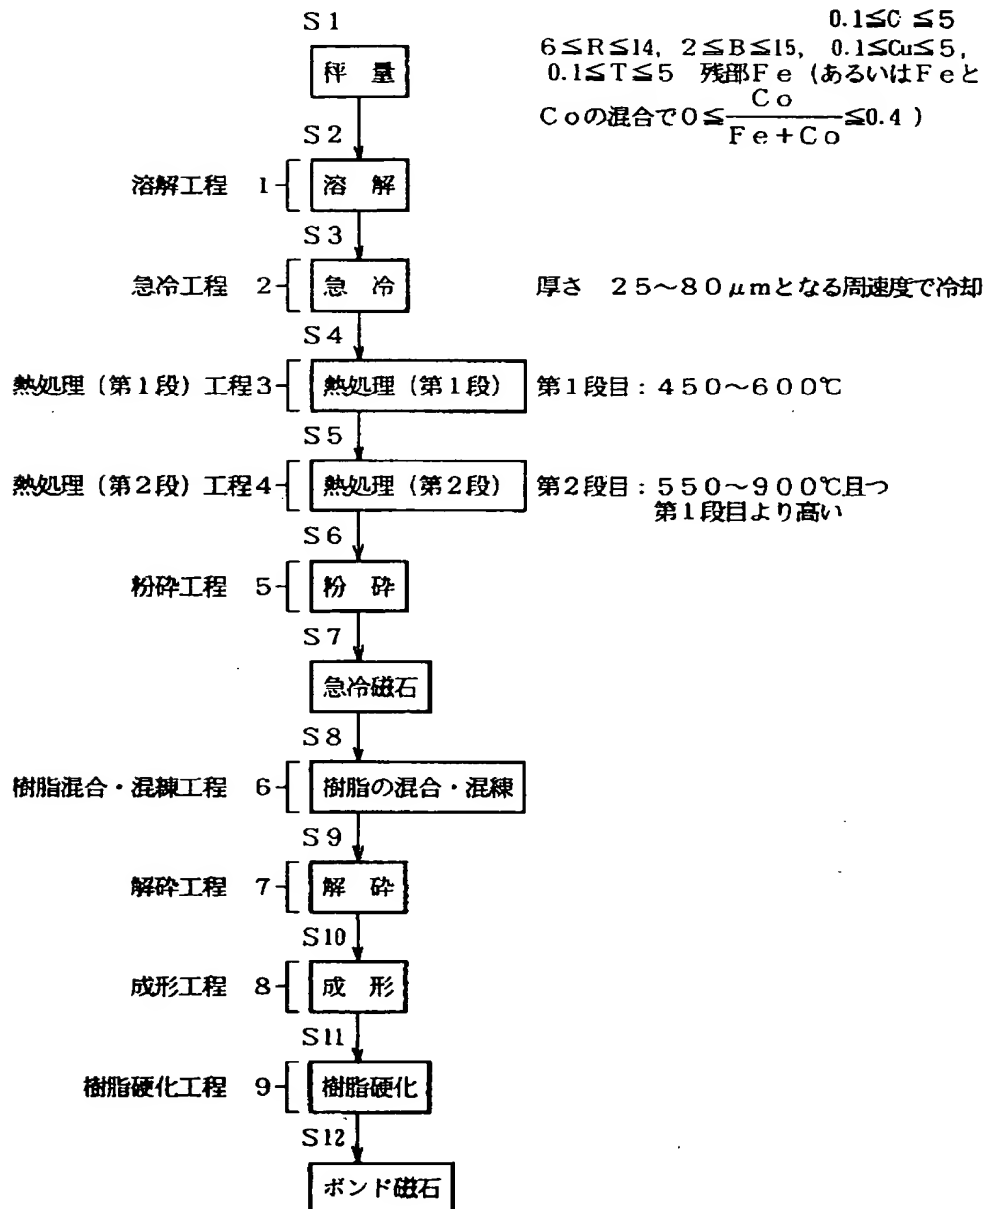 S1
0.1≦C ≦5
6≦R≦14, 2≦B≦15, 0.1≦Cu≦5,
秤 量
0.1≦T≦5 残部Fe (あるいはFeと
Coの混合で0≦Co/Fe+Co≦0.4 )
S2
溶解工程 1
溶 解
S3
急冷工程 2
急 冷
厚さ 25~80μmとなる周速度で冷却
S4
熱処理 (第1段) 工程3
熱処理 (第1段)
第1段目: 450~600℃
S5
熱処理 (第2段) 工程4
熱処理 (第2段)
第2段目: 550~900℃且つ
第1段目より高い
S6
粉砕工程 5
粉 砕
S7
急冷磁石
S8
樹脂混合・混練工程 6
樹脂の混合・混練
S9
解砕工程 7
解 砕
S10
成形工程 8
成 形
S11
樹脂硬化工程 9
樹脂硬化
S12
ボンド磁石